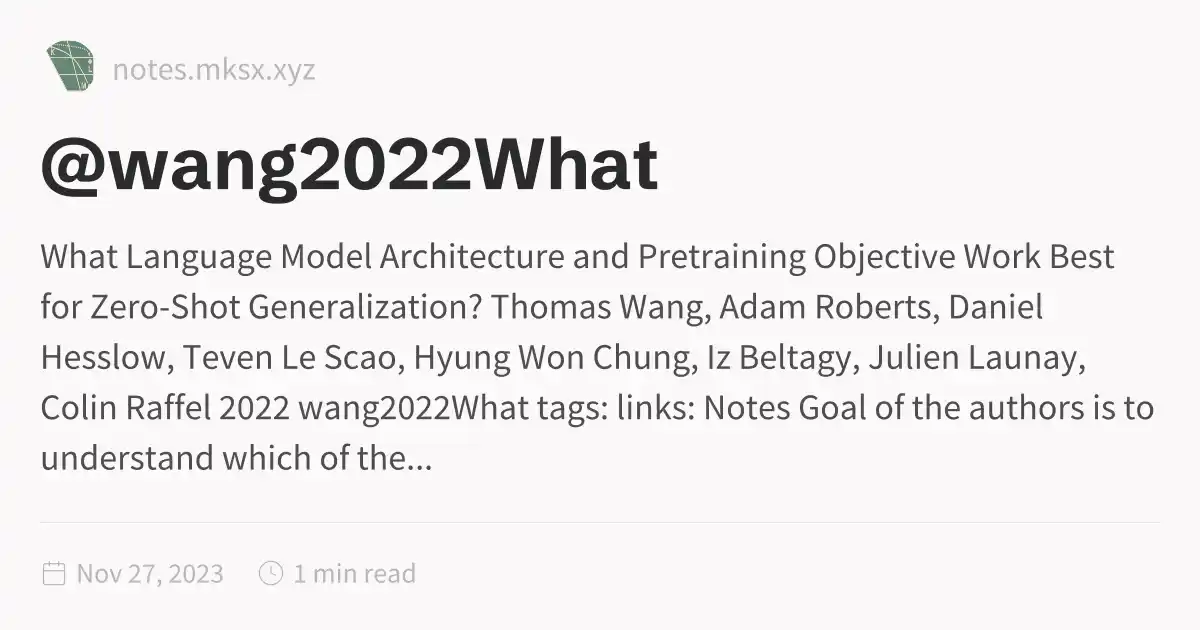 notes.mksx.xyz
@wang2022What
What Language Model Architecture and Pretraining Objective Work Best
for Zero-Shot Generalization? Thomas Wang, Adam Roberts, Daniel
Hesslow, Teven Le Scao, Hyung Won Chung, Iz Beltagy, Julien Launay,
Colin Raffel 2022 wang2022What tags: links: Notes Goal of the authors is to
understand which of the...
Nov 27, 2023
1 min read